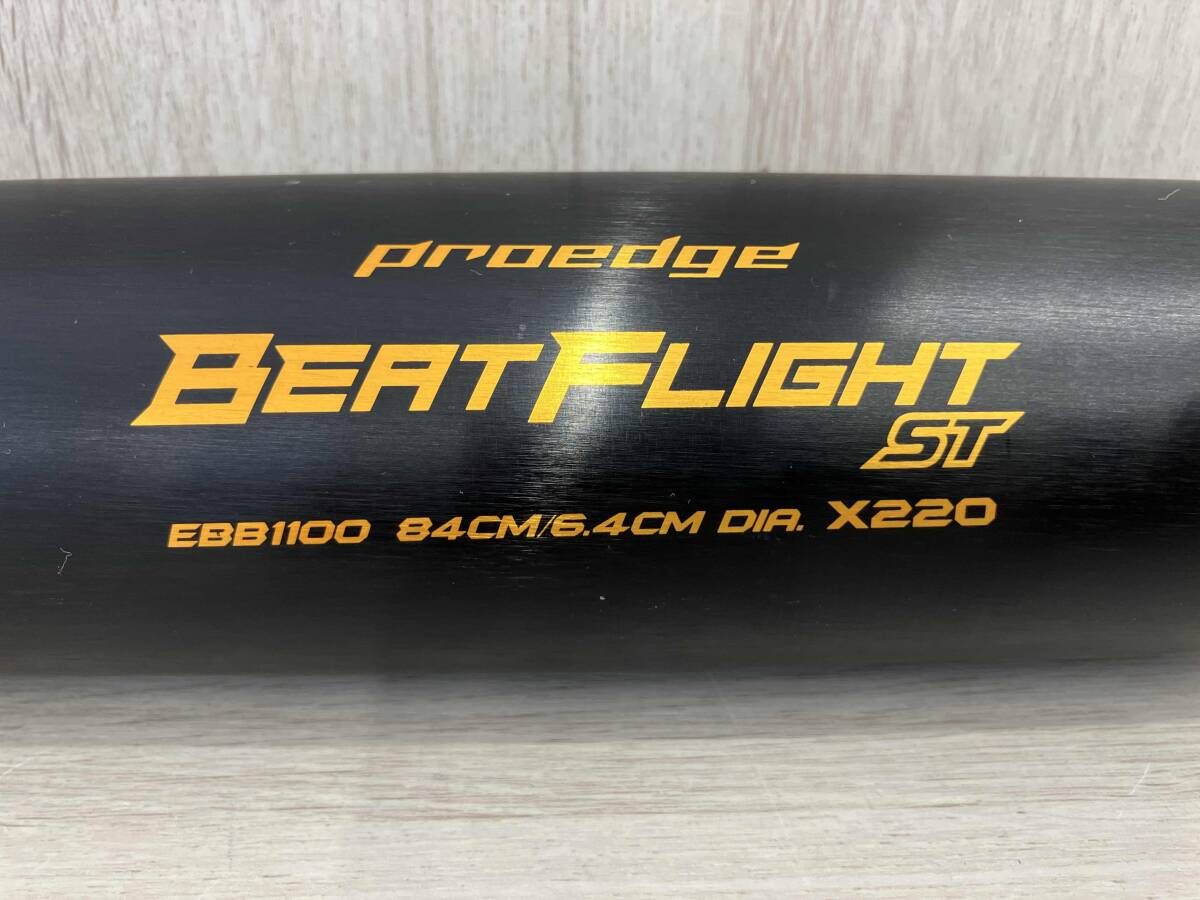 proedge
BEATFLIGHT
ST
EBB1100 84CM/6.4CM DIA. X220